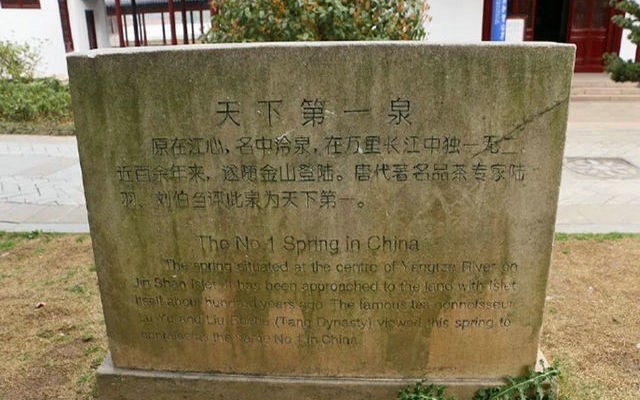 天下第一泉
原在江心，名中泠泉，在万里长江中独一无二，
近百余年来，遂随金山登陆。唐代著名品茶专家陆
羽、刘伯刍评此泉为天下第一。
The No 1 Spring in China
The spring situated at the centre of Yangtze River on
Jin Shan Islet. It has been approached to the land with Islet
itself about hundred years ago. The famous tea connoisseur
Lu Yu and Liu (Tang Dynasty) viewed this spring to
the same No 1 in China